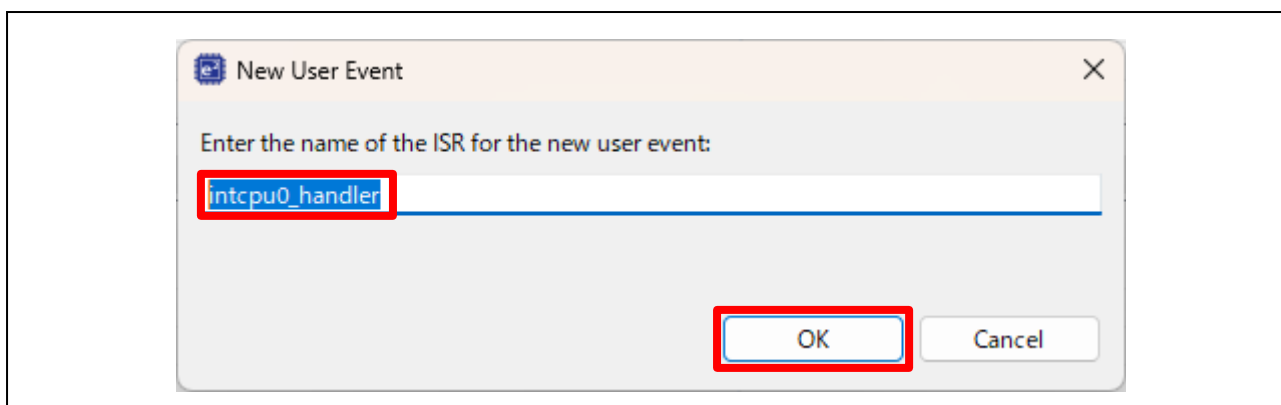 New User Event
Enter the name of the ISR for the new user event:
intcpu0_handler
OK Cancel